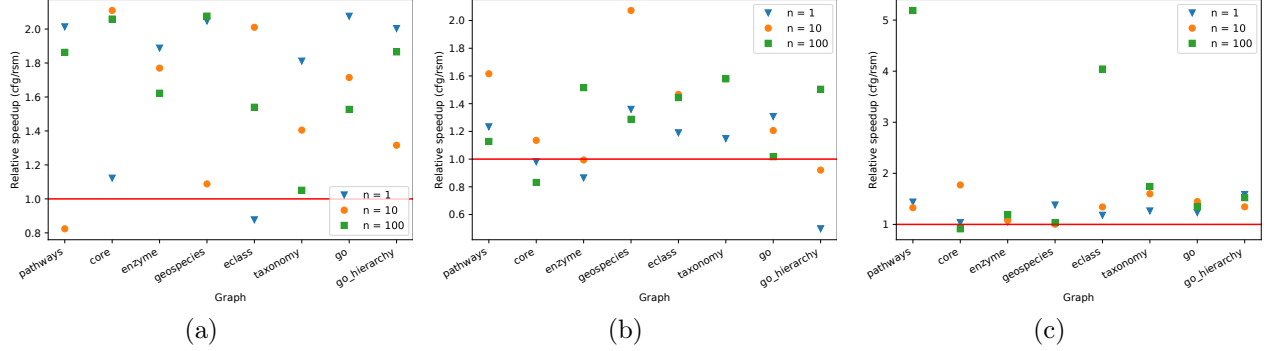 2.0
1.8
1.6
1.4
1.2
1.0
0.8
Relative speedup (cfg/rsm)
n = 1
n = 10
n = 100
pathways
core
enzyme
geospecies
eclass
taxonomy
go
go_hierarchy
Graph
(a)
2.0
1.8
1.6
1.4
1.2
1.0
0.8
0.6
Relative speedup (cfg/rsm)
n = 1
n = 10
n = 100
pathways
core
enzyme
geospecies
eclass
taxonomy
go
go_hierarchy
Graph
(b)
5
4
3
2
1
Relative speedup (cfg/rsm)
n = 1
n = 10
n = 100
pathways
core
enzyme
geospecies
eclass
taxonomy
go
go_hierarchy
Graph
(c)